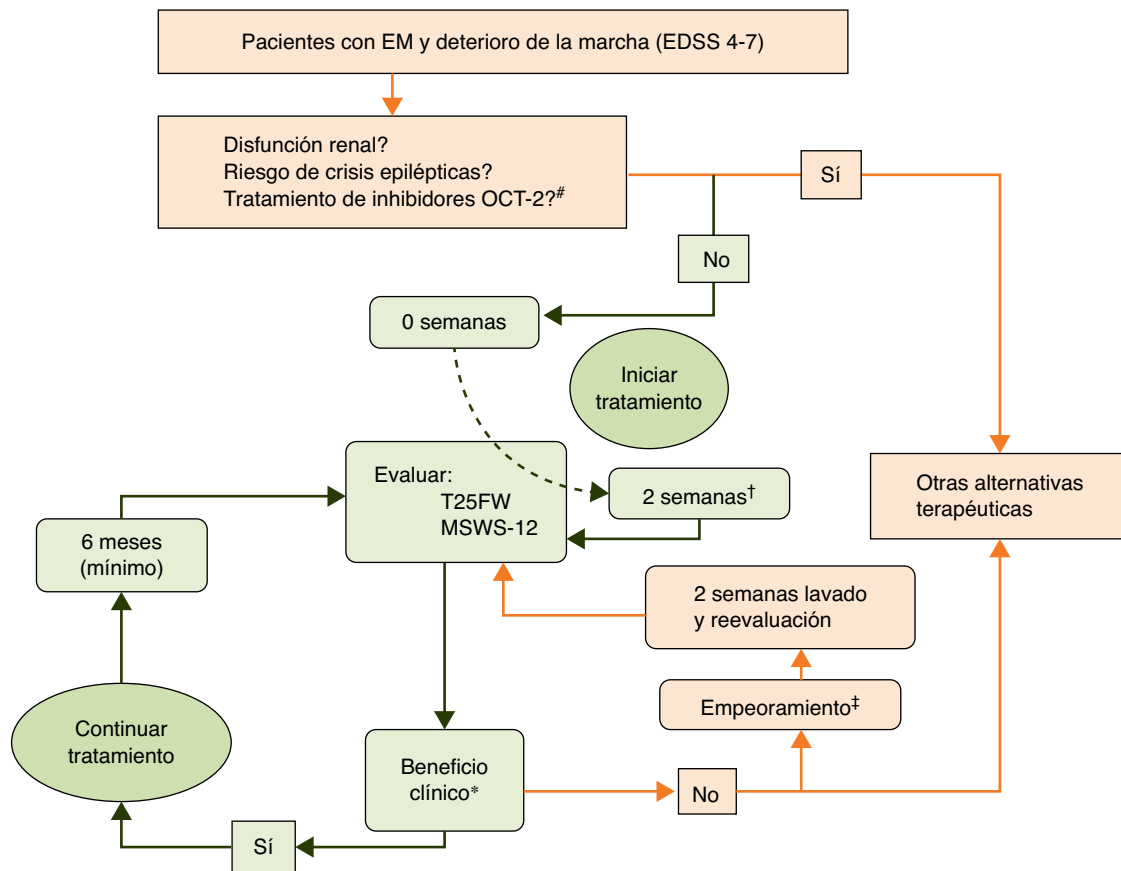 Pacientes con EM y deterioro de la marcha (EDSS 4-7)
Disfunción renal?
Riesgo de crisis epilépticas?
Tratamiento de inhibidores OCT-2?#
Sí
No
0 semanas
Iniciar
tratamiento
Evaluar:
T25FW
MSWS-12
2 semanas†
Otras alternativas
terapéuticas
6 meses
(mínimo)
2 semanas lavado
y reevaluación
Empeoramiento‡
Continuar
tratamiento
Beneficio
clínico*
No
Sí